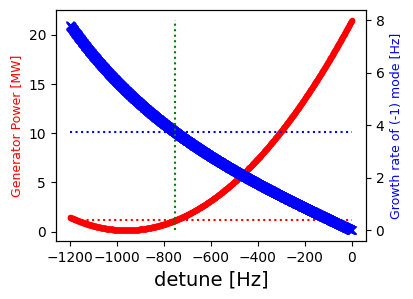 Generator Power [MW]
20
15
10
5
0
8
6
4
2
0
Growth rate of (-1) mode [Hz]
−1200 −1000 −800 −600 −400 −200 0
detune [Hz]